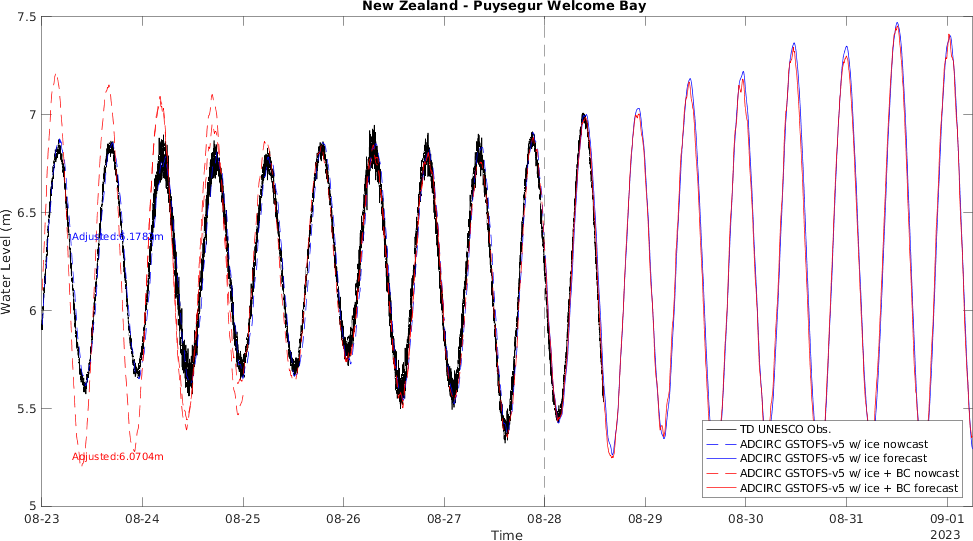 New Zealand - Puysegur Welcome Bay
7.5
7
6.5
6
5.5
5
Water Level (m)
Adjusted:6.1782m
Adjusted:6.0704m
TD UNESCO Obs.
ADCIRC GSTOFS-v5 w/ ice nowcast
ADCIRC GSTOFS-v5 w/ ice forecast
ADCIRC GSTOFS-v5 w/ ice + BC nowcast
ADCIRC GSTOFS-v5 w/ ice + BC forecast
08-23 08-24 08-25 08-26 08-27 08-28 08-29 08-30 08-31 09-01
2023
Time